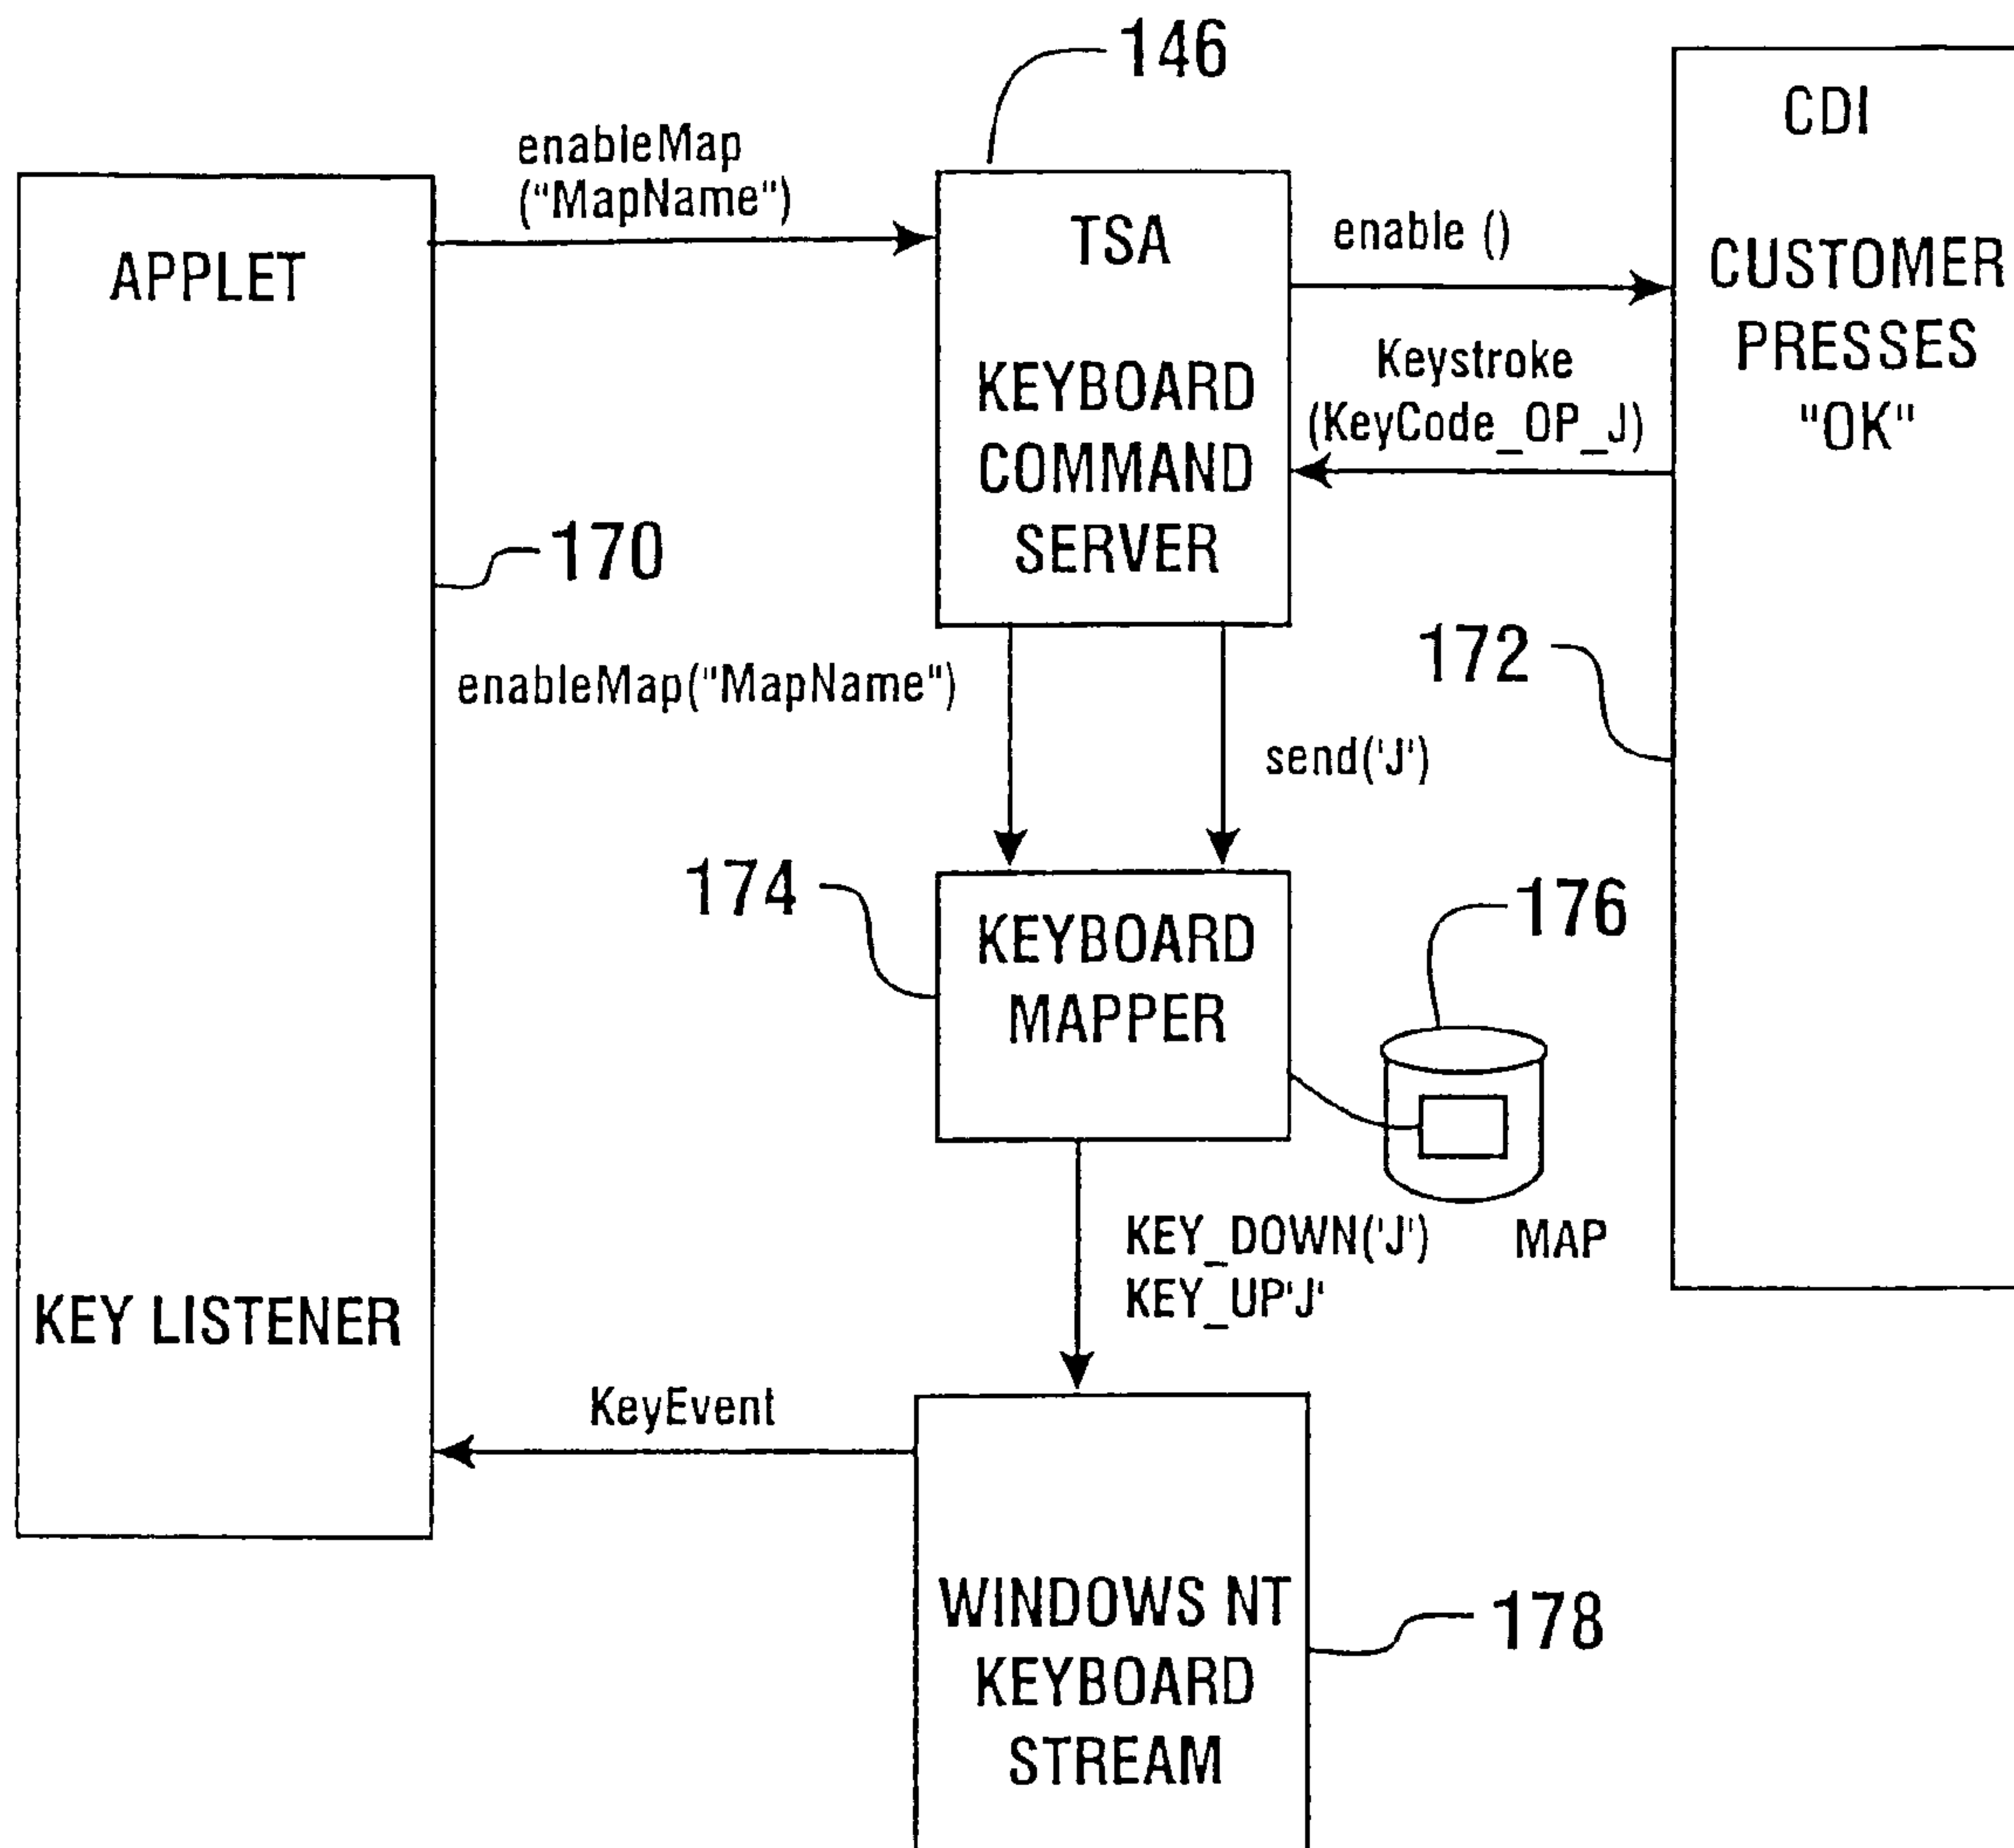 146
CDI
enableMap
("MapName")
APPLET
TSA
enable ()
CUSTOMER
PRESSES
"OK"
Keystroke
(KeyCode_OP_J)
KEYBOARD
COMMAND
SERVER
170
172
enableMap("MapName")
send('J')
174
176
KEYBOARD
MAPPER
KEY_DOWN('J')
KEY_UP'J'
MAP
KEY LISTENER
KeyEvent
WINDOWS NT
KEYBOARD
STREAM
178